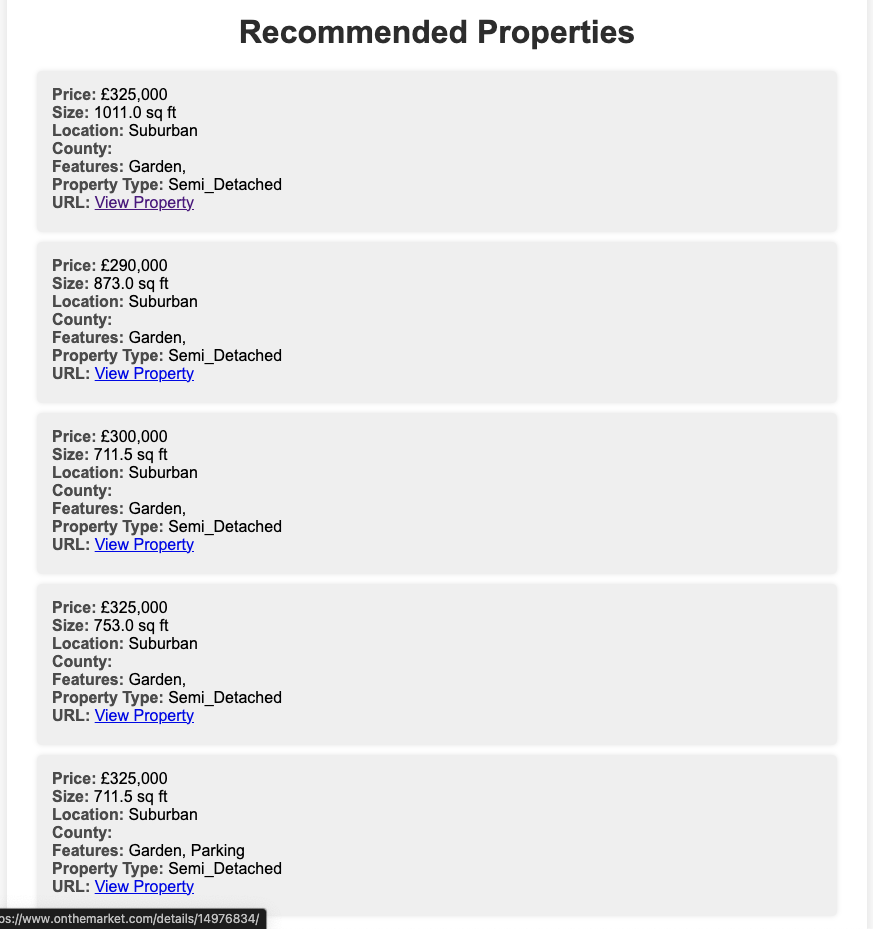 Recommended Properties
Price: £325,000
Size: 1011.0 sq ft
Location: Suburban
County:
Features: Garden,
Property Type: Semi_Detached
URL: View Property
Price: £290,000
Size: 873.0 sq ft
Location: Suburban
County:
Features: Garden,
Property Type: Semi_Detached
URL: View Property
Price: £300,000
Size: 711.5 sq ft
Location: Suburban
County:
Features: Garden,
Property Type: Semi_Detached
URL: View Property
Price: £325,000
Size: 753.0 sq ft
Location: Suburban
County:
Features: Garden,
Property Type: Semi_Detached
URL: View Property
Price: £325,000
Size: 711.5 sq ft
Location: Suburban
County:
Features: Garden, Parking
Property Type: Semi_Detached
URL: View Property
ps://www.onthemarket.com/details/14976834/